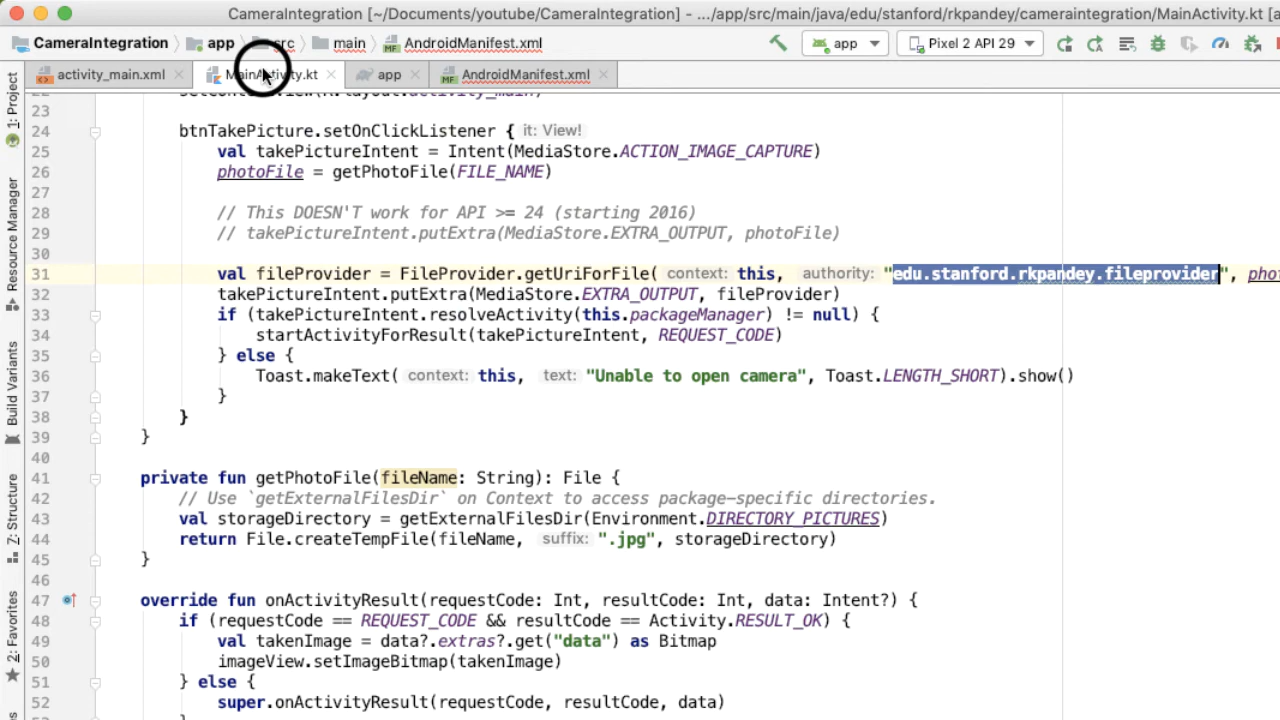 CameraIntegration [~/Documents/youtube/CameraIntegration] - .../app/src/main/java/edu/stanford/rkpandey/cameraintegration/MainActivity.kt [a
CameraIntegration app src main AndroidManifest.xml app Pixel 2 API 29
activity_main.xml MainActivity.kt app AndroidManifest.xml
1: Project
Resource Manager
Build Variants
7: Structure
2: Favorites
22 setContentView(R.layout.activity_main)
23
24 btnTakePicture.setOnClickListener { it: View!
25 val takePictureIntent = Intent(MediaStore.ACTION_IMAGE_CAPTURE)
26 photoFile = getPhotoFile(FILE_NAME)
27
28 // This DOESN'T work for API >= 24 (starting 2016)
29 // takePictureIntent.putExtra(MediaStore.EXTRA_OUTPUT, photoFile)
30
31 val fileProvider = FileProvider.getUriForFile( context: this, authority: "edu.stanford.rkpandey.fileprovider", pho
32 takePictureIntent.putExtra(MediaStore.EXTRA_OUTPUT, fileProvider)
33 if (takePictureIntent.resolveActivity(this.packageManager) != null) {
34 startActivityForResult(takePictureIntent, REQUEST_CODE)
35 } else {
36 Toast.makeText( context: this, text: "Unable to open camera", Toast.LENGTH_SHORT).show()
37 }
38 }
39 }
40
41 private fun getPhotoFile(fileName: String): File {
42 // Use `getExternalFilesDir` on Context to access package-specific directories.
43 val storageDirectory = getExternalFilesDir(Environment.DIRECTORY_PICTURES)
44 return File.createTempFile(fileName, suffix: ".jpg", storageDirectory)
45 }
46
47 override fun onActivityResult(requestCode: Int, resultCode: Int, data: Intent?) {
48 if (requestCode == REQUEST_CODE && resultCode == Activity.RESULT_OK) {
49 val takenImage = data?.extras?.get("data") as Bitmap
50 imageView.setImageBitmap(takenImage)
51 } else {
52 super.onActivityResult(requestCode, resultCode, data)